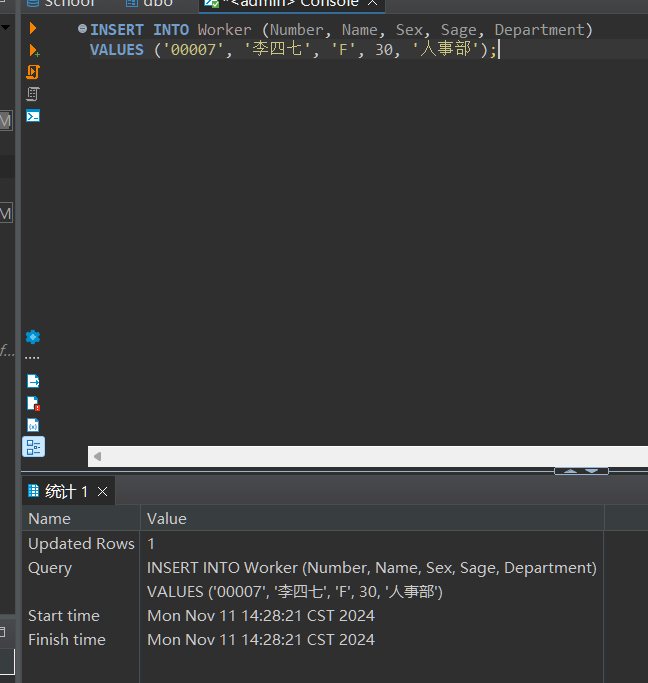 School dbo *<admin> Console
INSERT INTO Worker (Number, Name, Sex, Sage, Department)
VALUES ('00007', '李四七', 'F', 30, '人事部');
M
M
f...
统计 1
Name Value
Updated Rows 1
Query INSERT INTO Worker (Number, Name, Sex, Sage, Department)
VALUES ('00007', '李四七', 'F', 30, '人事部')
Start time Mon Nov 11 14:28:21 CST 2024
Finish time Mon Nov 11 14:28:21 CST 2024